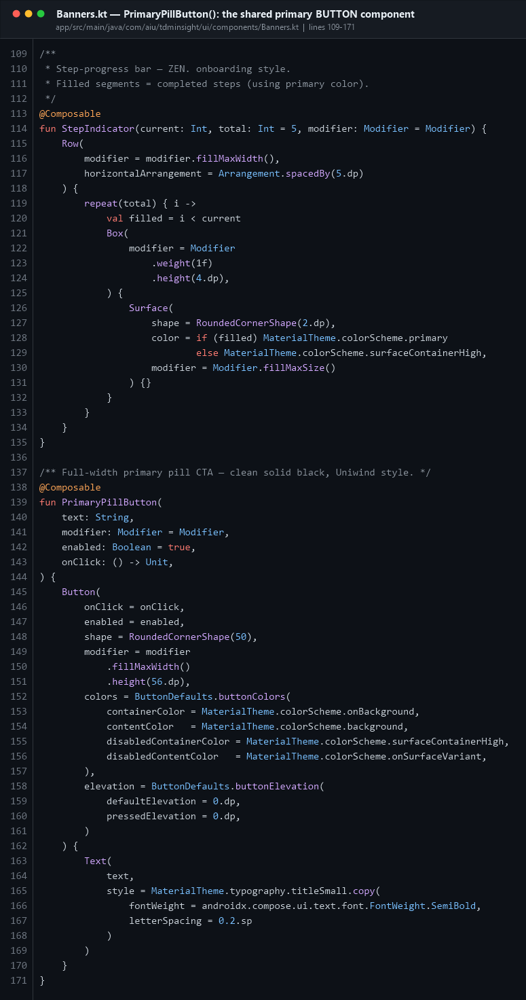 Banners.kt — PrimaryPillButton(): the shared primary BUTTON component
app/src/main/java/com/aiu/tdminsight/ui/components/Banners.kt | lines 109-171
109 /**
110  * Step-progress bar — ZEN. onboarding style.
111  * Filled segments = completed steps (using primary color).
112  */
113 @Composable
114 fun StepIndicator(current: Int, total: Int = 5, modifier: Modifier = Modifier) {
115     Row(
116         modifier = modifier.fillMaxWidth(),
117         horizontalArrangement = Arrangement.spacedBy(5.dp)
118     ) {
119         repeat(total) { i ->
120             val filled = i < current
121             Box(
122                 modifier = Modifier
123                     .weight(1f)
124                     .height(4.dp),
125             ) {
126                 Surface(
127                     shape = RoundedCornerShape(2.dp),
128                     color = if (filled) MaterialTheme.colorScheme.primary
129                             else MaterialTheme.colorScheme.surfaceContainerHigh,
130                     modifier = Modifier.fillMaxSize()
131                 ) {}
132             }
133         }
134     }
135 }
136
137 /** Full-width primary pill CTA — clean solid black, Uniwind style. */
138 @Composable
139 fun PrimaryPillButton(
140     text: String,
141     modifier: Modifier = Modifier,
142     enabled: Boolean = true,
143     onClick: () -> Unit,
144 ) {
145     Button(
146         onClick = onClick,
147         enabled = enabled,
148         shape = RoundedCornerShape(50),
149         modifier = modifier
150             .fillMaxWidth()
151             .height(56.dp),
152         colors = ButtonDefaults.buttonColors(
153             containerColor = MaterialTheme.colorScheme.onBackground,
154             contentColor   = MaterialTheme.colorScheme.background,
155             disabledContainerColor = MaterialTheme.colorScheme.surfaceContainerHigh,
156             disabledContentColor   = MaterialTheme.colorScheme.onSurfaceVariant,
157         ),
158         elevation = ButtonDefaults.buttonElevation(
159             defaultElevation = 0.dp,
160             pressedElevation = 0.dp,
161         )
162     ) {
163         Text(
164             text,
165             style = MaterialTheme.typography.titleSmall.copy(
166                 fontWeight = androidx.compose.ui.text.font.FontWeight.SemiBold,
167                 letterSpacing = 0.2.sp
168             )
169         )
170     }
171 }